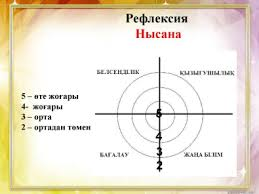 Рефлексия
Нысана
БЕЛСЕНДІЛІК
ҚЫЗЫҒУШЫЛЫҚ
5 – өте жоғары
4- жоғары
3 – орта
2 – ортадан төмен
5
4
3
2
БАҒАЛАУ
ЖАҢА БІЛІМ